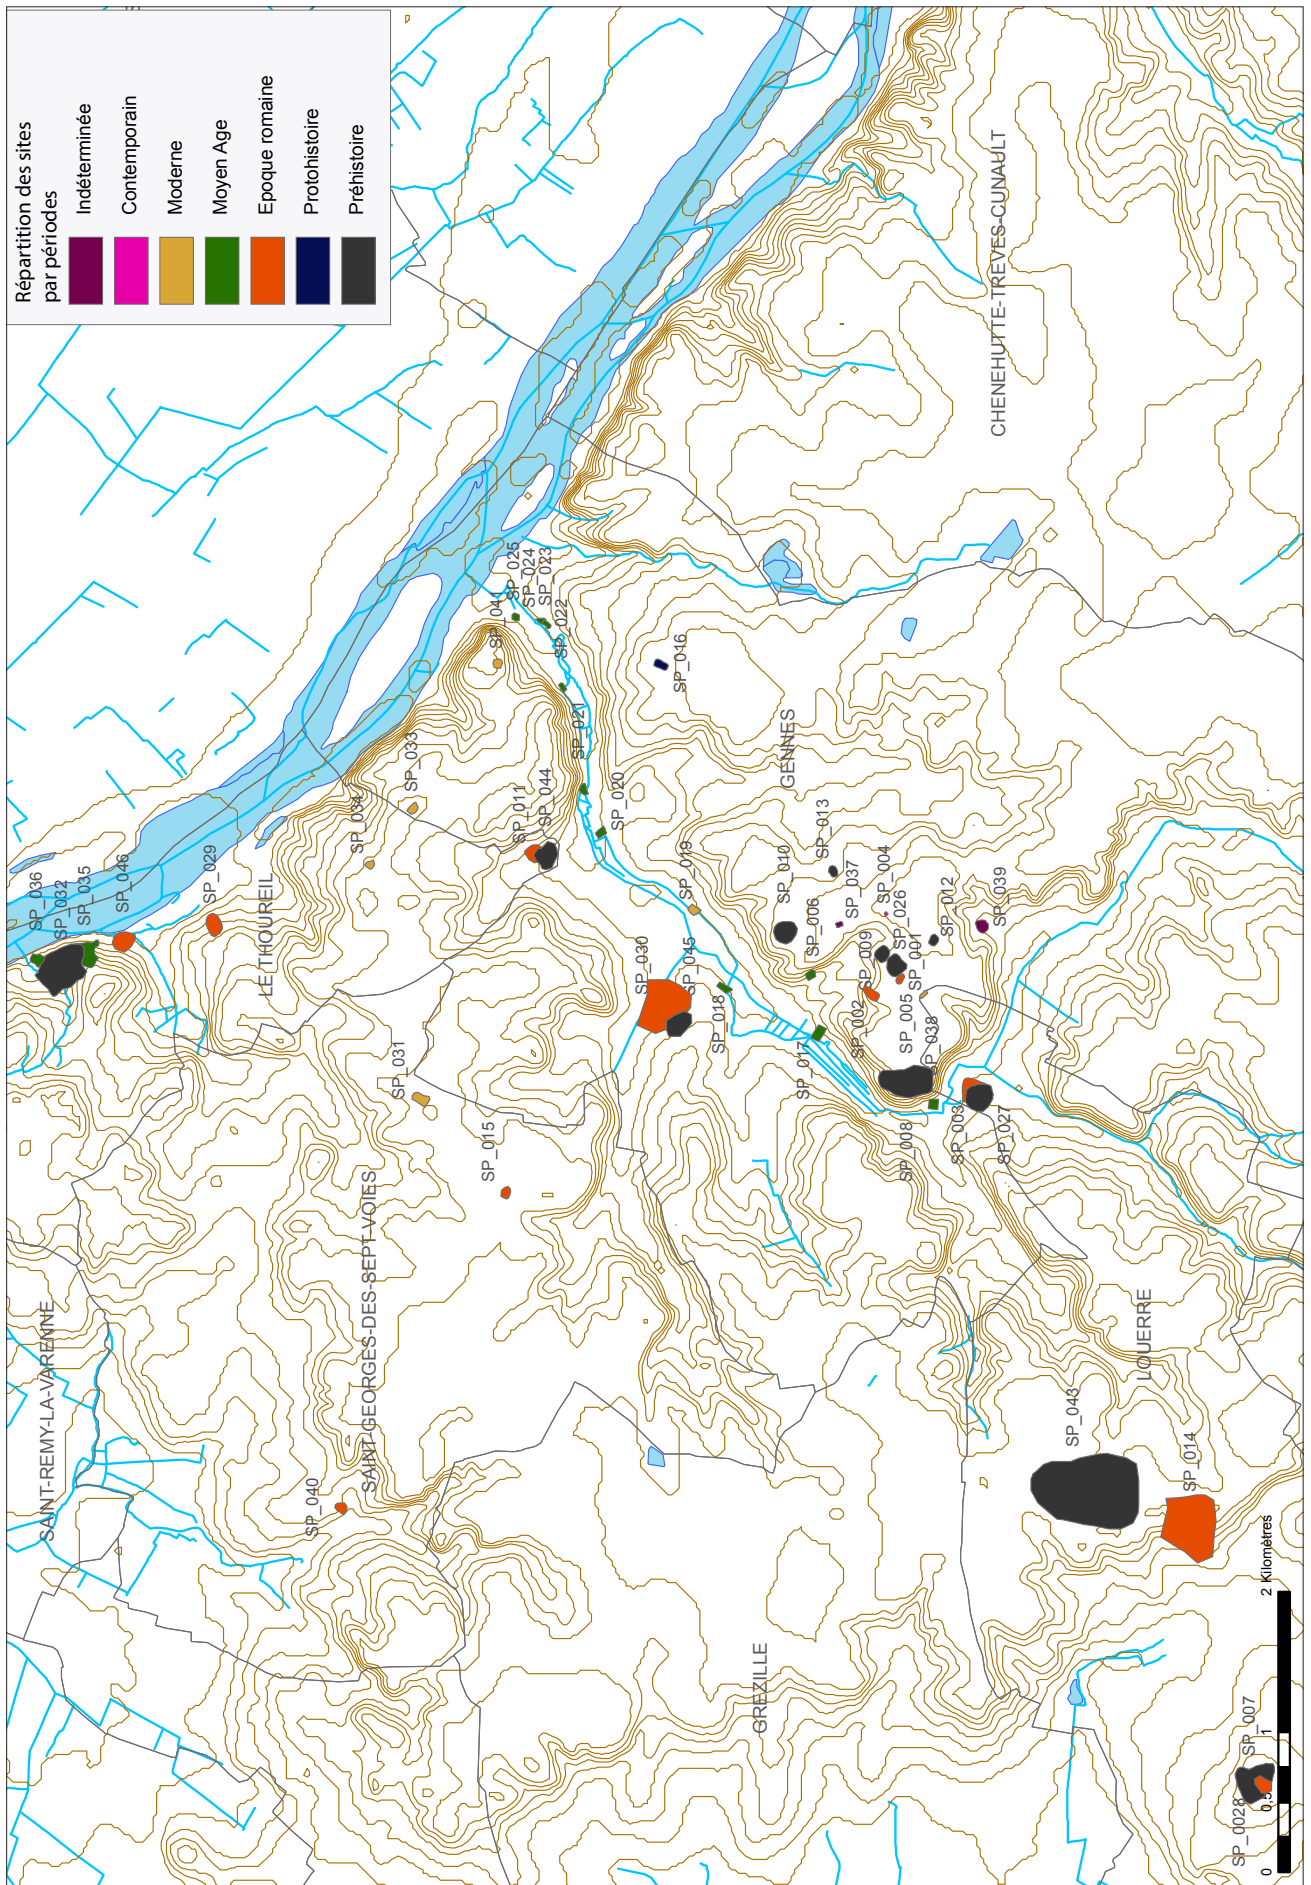 Répartition des sites
par périodes
Indéterminée
Contemporain
Moderne
Moyen Age
Epoque romaine
Protohistoire
Préhistoire
SAINT-REMY-LA-VARENNE
SP_036
SP_032
SP_035
SP_046
SP_029
LE THOUREIL
SP_040
SAINT-GEORGES-DES-SEPT-VOIES
SP_031
SP_034
SP_033
SP_015
SP_011
SP_044
SP_041
SP_025
SP_024
SP_023
SP_022
SP_021
SP_020
SP_030
SP_045
SP_019
SP_016
SP_018
GREZILLE
GENNES
SP_010
SP_017
SP_006
SP_013
SP_037
SP_002
SP_009
SP_004
SP_026
SP_008
SP_005
SP_001
SP_038
SP_012
SP_003
SP_027
SP_039
CHENEHUTTE-TREVES-CUNAULT
SP_043
LOUERRE
SP_014
SP_0028
SP_007
0
0,5
1
2 Kilomètres